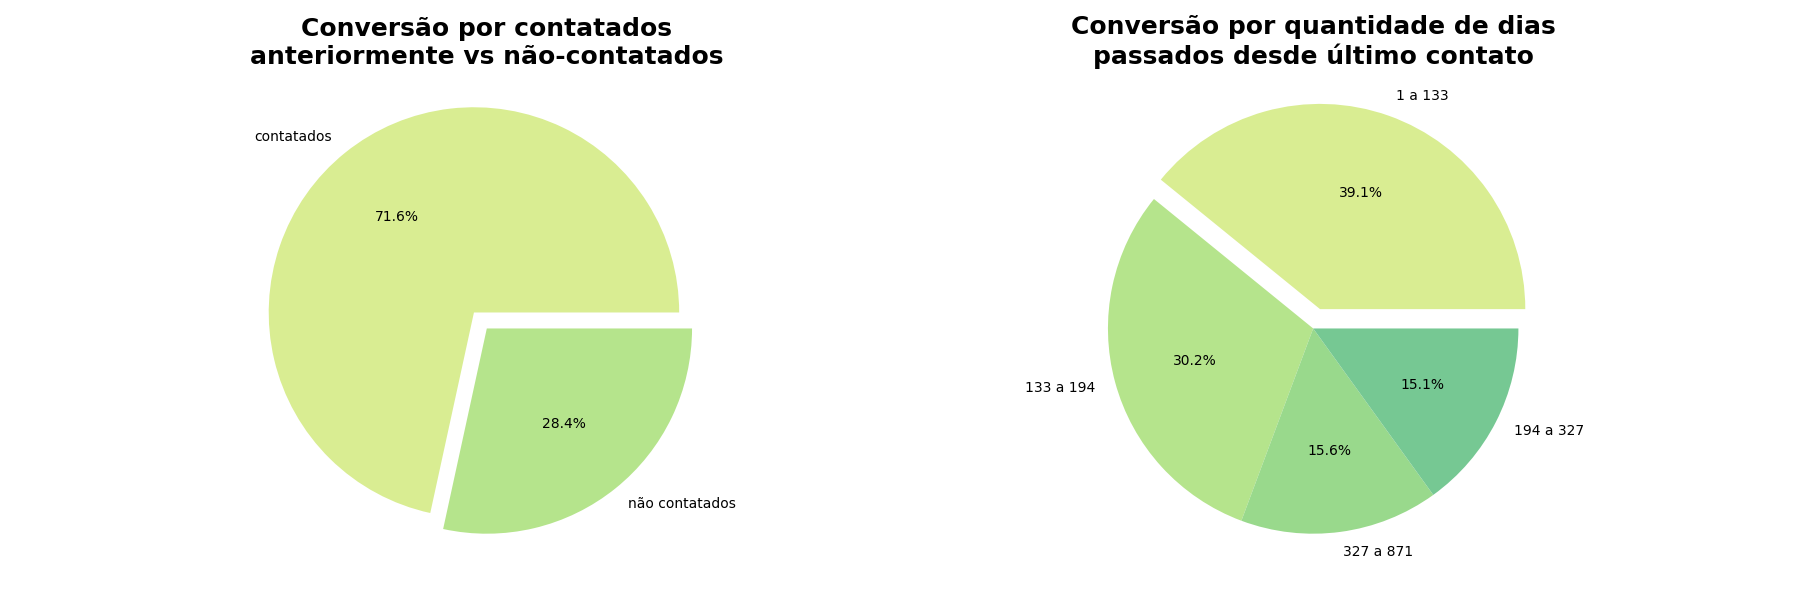 Conversão por contatados
anteriormente vs não-contatados
contatados
71.6%
28.4%
não contatados
Conversão por quantidade de dias
passados desde último contato
1 a 133
39.1%
30.2%
133 a 194
15.1%
194 a 327
15.6%
327 a 871